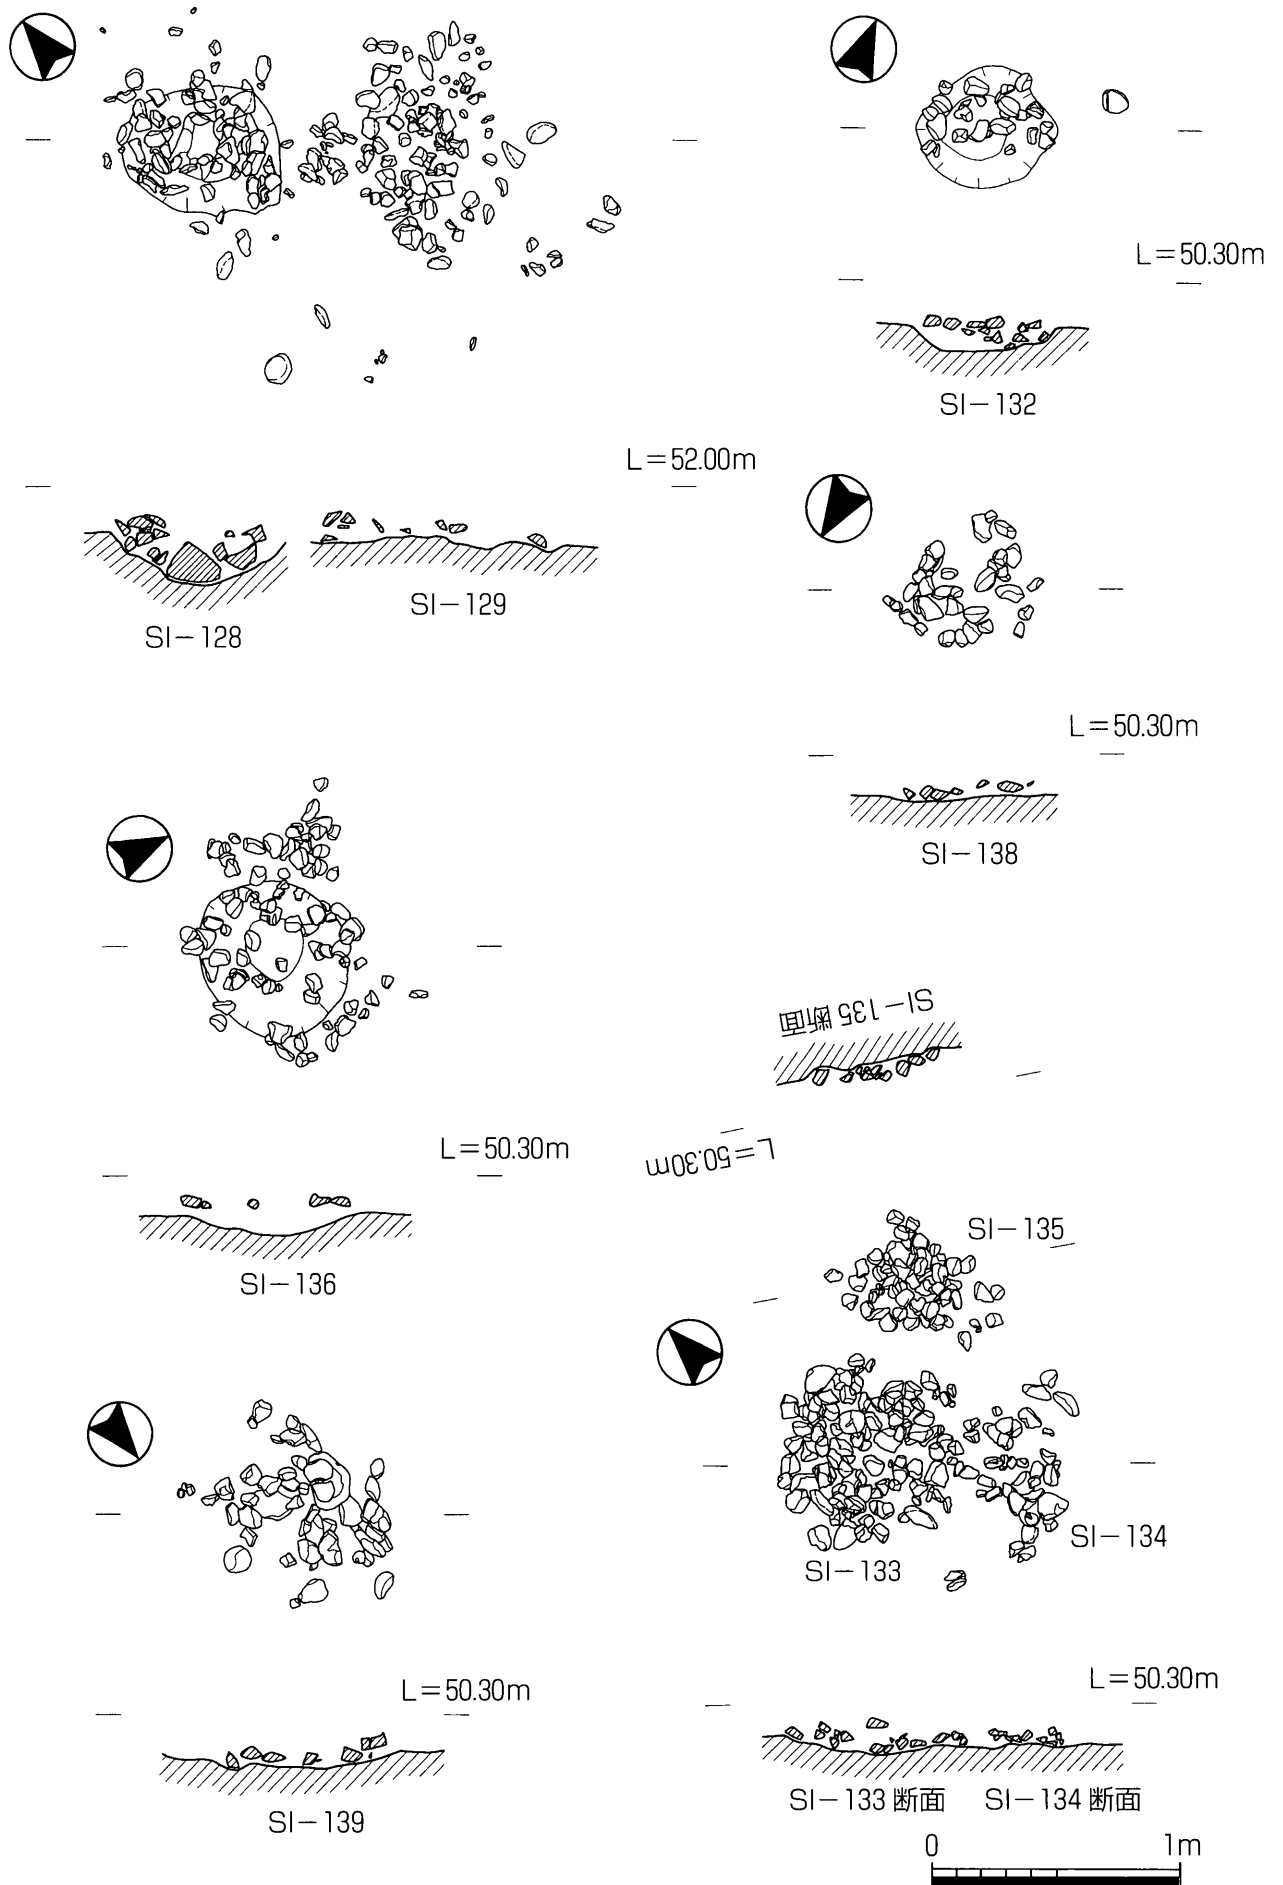 L=50.30m
SI-132
L=52.00m
SI-128
SI-129
L=50.30m
SI-138
SI-135 断面
L=50.30m
L=50.30m
SI-136
SI-135
SI-134
SI-133
L=50.30m
SI-139
L=50.30m
SI-133 断面 SI-134 断面
0 1m